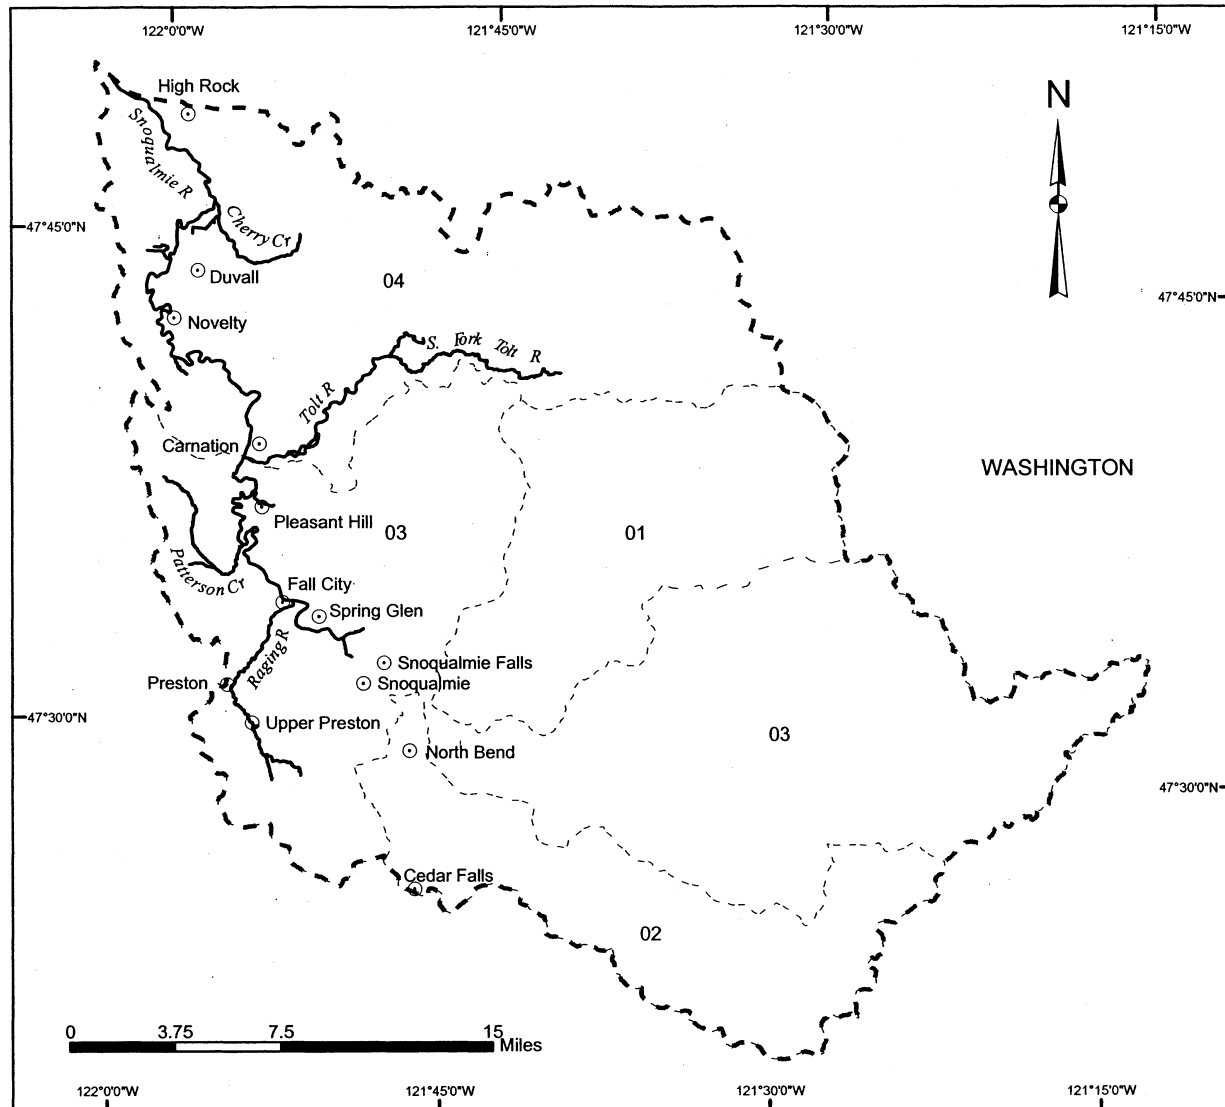 122°0'0"W 121°45'0"W 121°30'0"W 121°15'0"W
High Rock
N
Snoqualmie R
Cherry Cr
47°45'0"N
Duvall
04
47°45'0"N
Novelty
S. Fork Tolt R
Tolt R
Carnation
WASHINGTON
Pleasant Hill
03
01
Patterson Cr
Fall City
Spring Glen
Raging R
Snoqualmie Falls
Preston
Snoqualmie
47°30'0"N
Upper Preston
03
North Bend
47°30'0"N
Cedar Falls
02
0 3.75 7.5 15
Miles
122°0'0"W 121°45'0"W 121°30'0"W 121°15'0"W